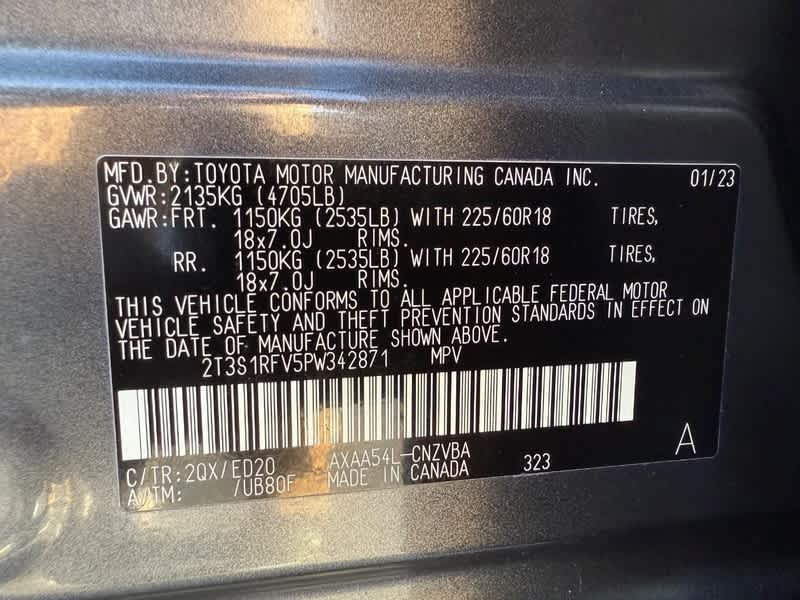 MFD.BY:TOYOTA MOTOR MANUFACTURING CANADA INC. 01/23
GVWR:2135KG (4705LB)
GAWR:FRT. 1150KG (2535LB) WITH 225/60R18 TIRES,
18x7.0J RIMS.
RR. 1150KG (2535LB) WITH 225/60R18 TIRES,
18x7.0J RIMS.
THIS VEHICLE CONFORMS TO ALL APPLICABLE FEDERAL MOTOR
VEHICLE SAFETY AND THEFT PREVENTION STANDARDS IN EFFECT ON
THE DATE OF MANUFACTURE SHOWN ABOVE.
2T3S1RFV5PW342871 MPV
C/TR:2QX/ED20 AXAA54L-CNZVBA
A/TM: /UB80F MADE IN CANADA 323 A